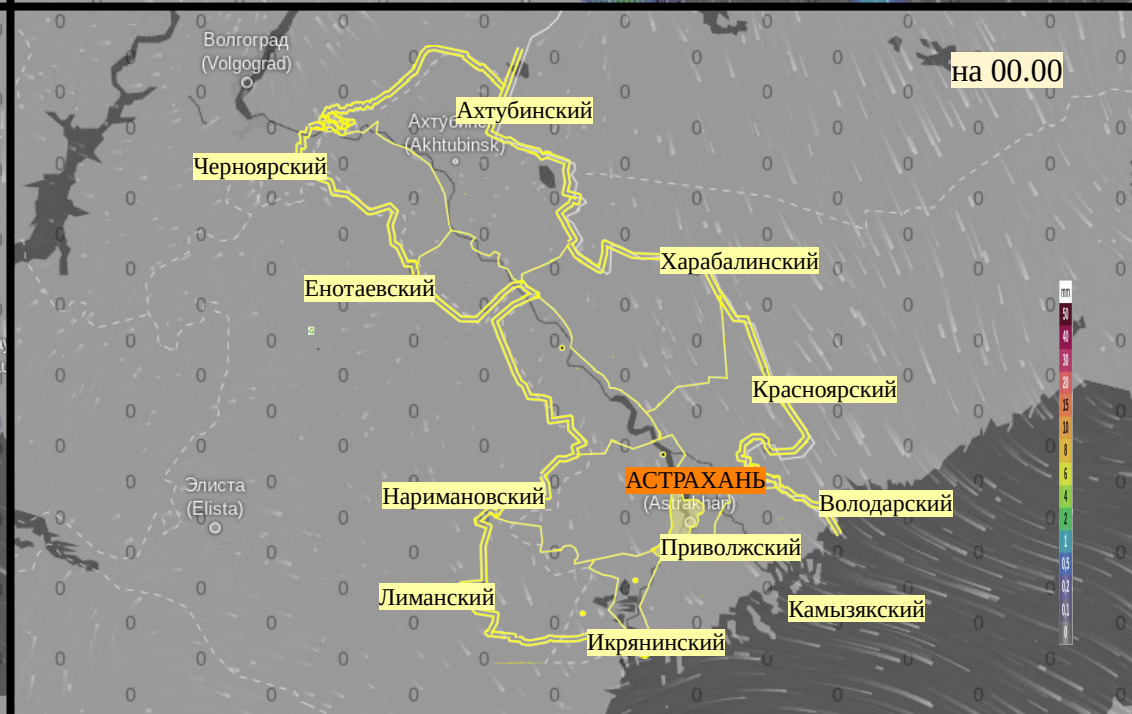 Волгоград
(Volgograd)
на 00.00
Ахтубинский
(Akhtubinsk)
Черноярский
Харабалинский
Енотаевский
mm
50
40
30
20
15
10
8
6
4
2
1
0,5
0,2
0,1
0
Красноярский
АСТРАХАНЬ
(Astrakhan)
Элиста
(Elista)
Наримановский
Володарский
Приволжский
Лиманский
Камызякский
Икрянинский